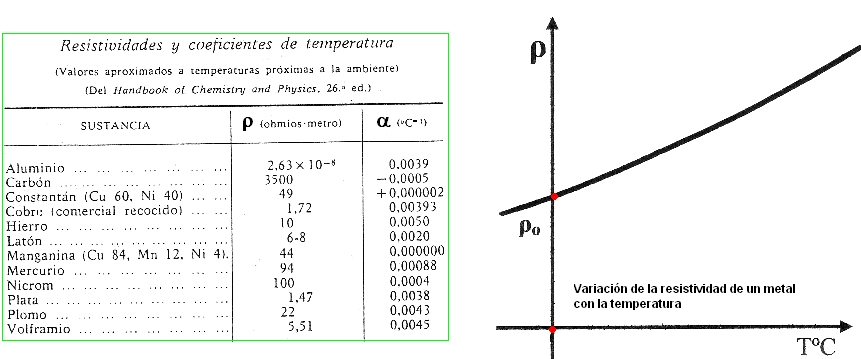 Resistividades y coeficientes de temperatura
(Valores aproximados a temperaturas próximas a la ambiente)
(Del Handbook of Chemistry and Physics, 26.ª ed.)
SUSTANCIA ρ (ohmios·metro) α (ºC⁻¹)
Aluminio ... ... ... ... ... ... 2,63 × 10⁻⁸ 0,0039
Carbón ... ... ... ... ... ... 3500 −0,0005
Constantán (Cu 60, Ni 40) ... ... 49 +0,000002
Cobre (comercial recocido) ... ... 1,72 0,00393
Hierro ... ... ... ... ... ... 10 0,0050
Latón ... ... ... ... ... ... 6-8 0,0020
Manganina (Cu 84, Mn 12, Ni 4). 44 0,000000
Mercurio ... ... ... ... ... ... 94 0,00088
Nicrom ... ... ... ... ... ... 100 0,0004
Plata ... ... ... ... ... ... 1,47 0,0038
Plomo ... ... ... ... ... ... 22 0,0043
Volframio ... ... ... ... ... ... 5,51 0,0045
ρ
ρ₀
Variación de la resistividad de un metal
con la temperatura
TºC